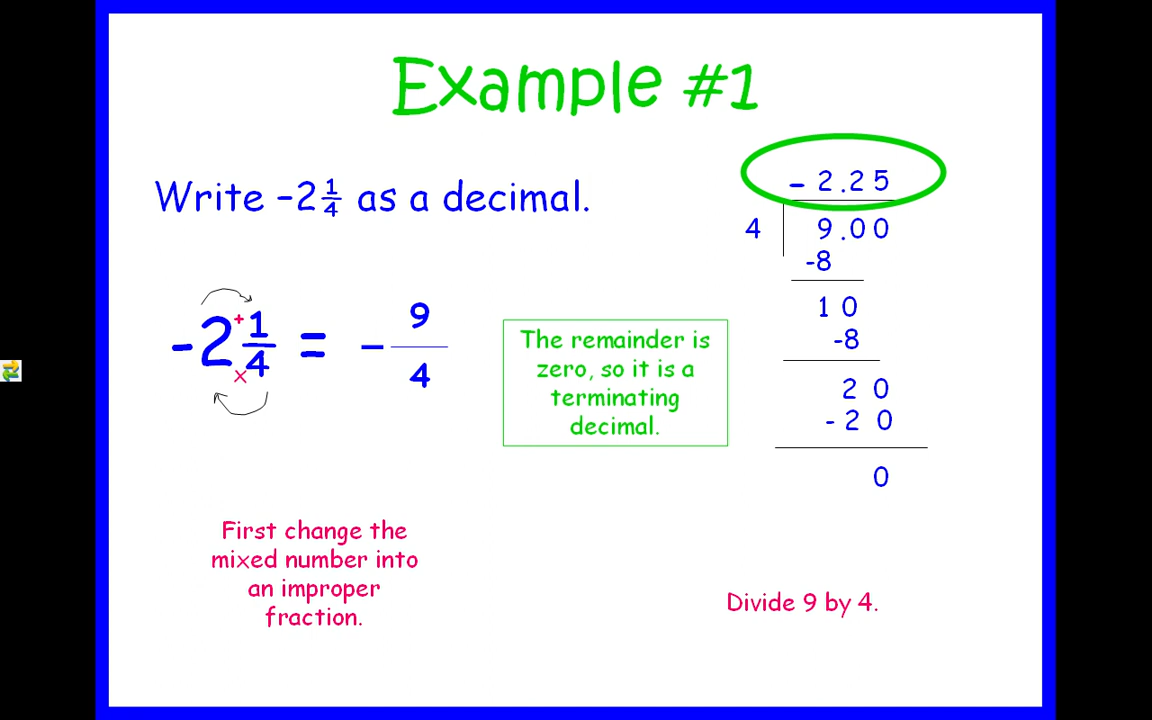 Example #1
Write -2 1/4 as a decimal.
- 2.25
4 9.00
-8
10
-8
20
-20
0
-2 + 1/4 x = - 9/4
The remainder is
zero, so it is a
terminating
decimal.
First change the
mixed number into
an improper
fraction.
Divide 9 by 4.